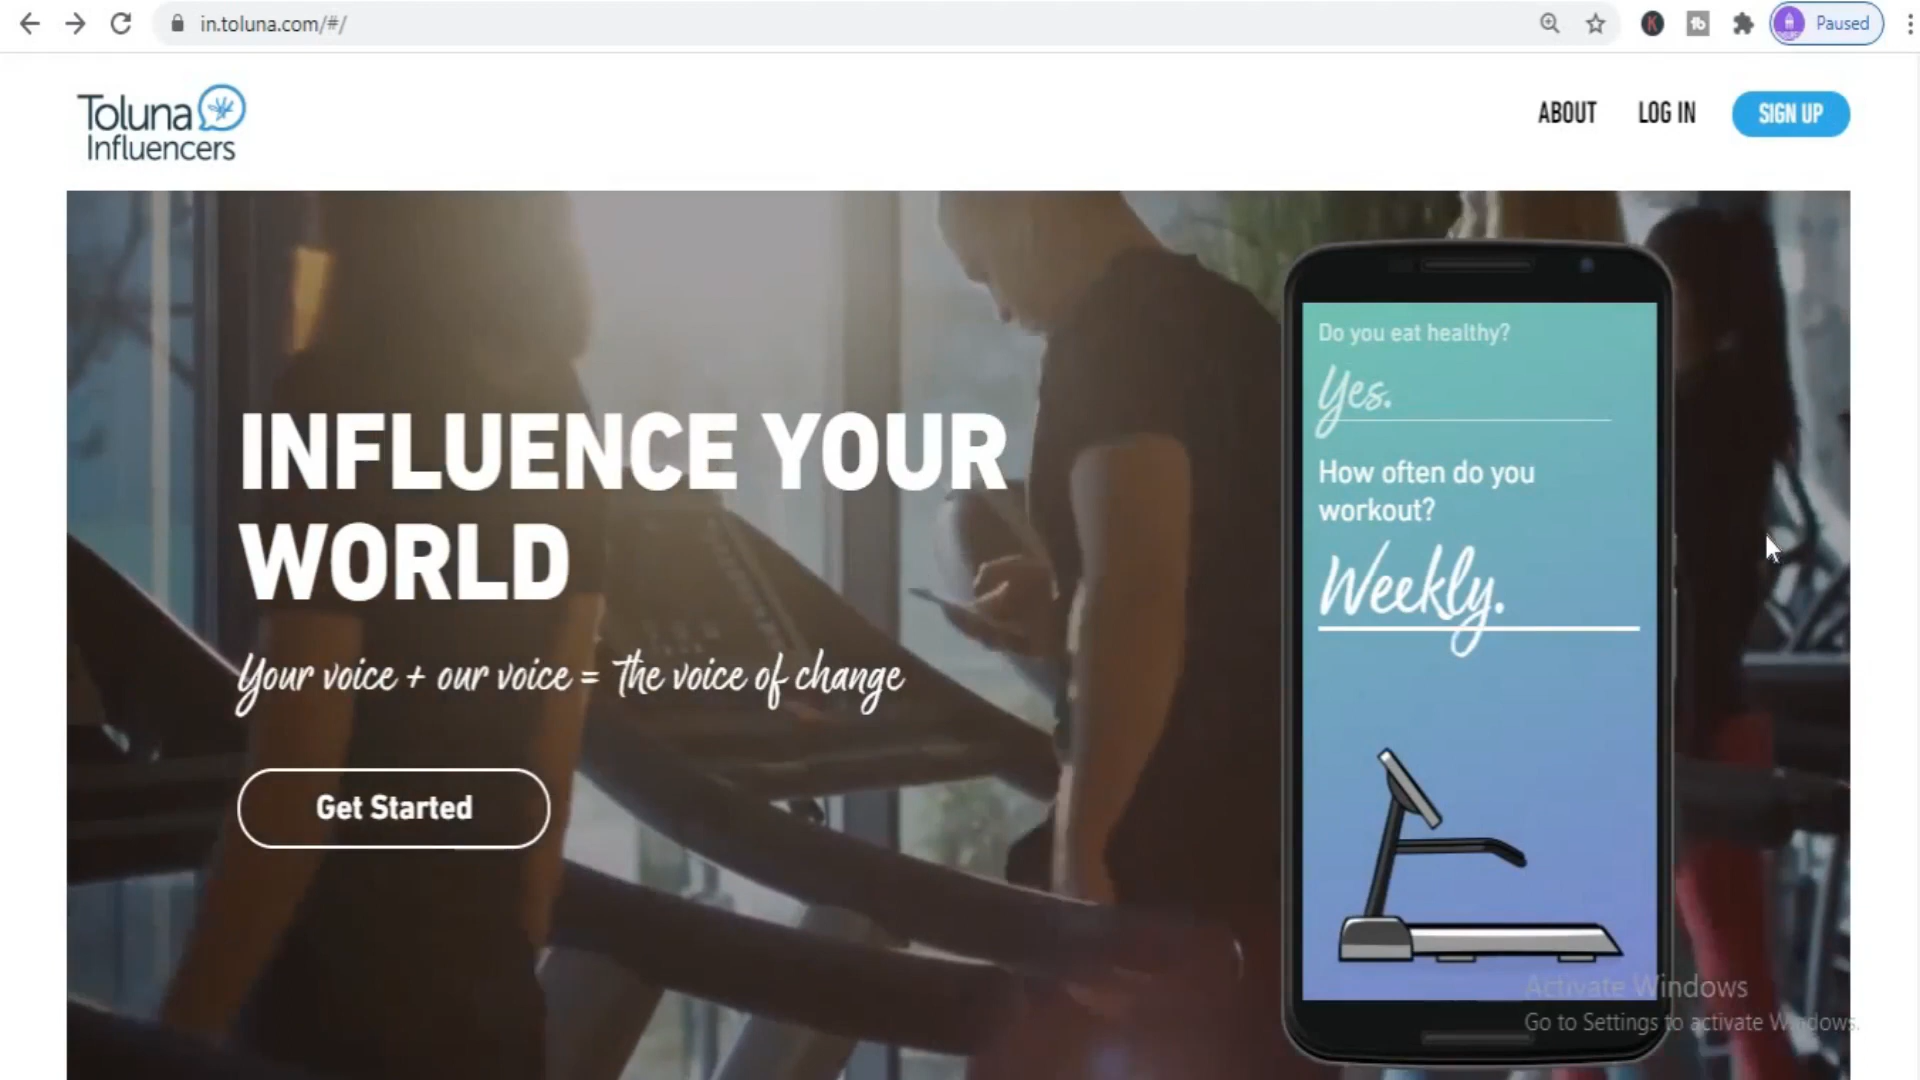 in.toluna.com/#/
Paused
Toluna
Influencers
ABOUT
LOG IN
SIGN UP
INFLUENCE YOUR
WORLD
Your voice + our voice = the voice of change
Get Started
Do you eat healthy?
Yes.
How often do you
workout?
Weekly.
Activate Windows
Go to Settings to activate Windows.